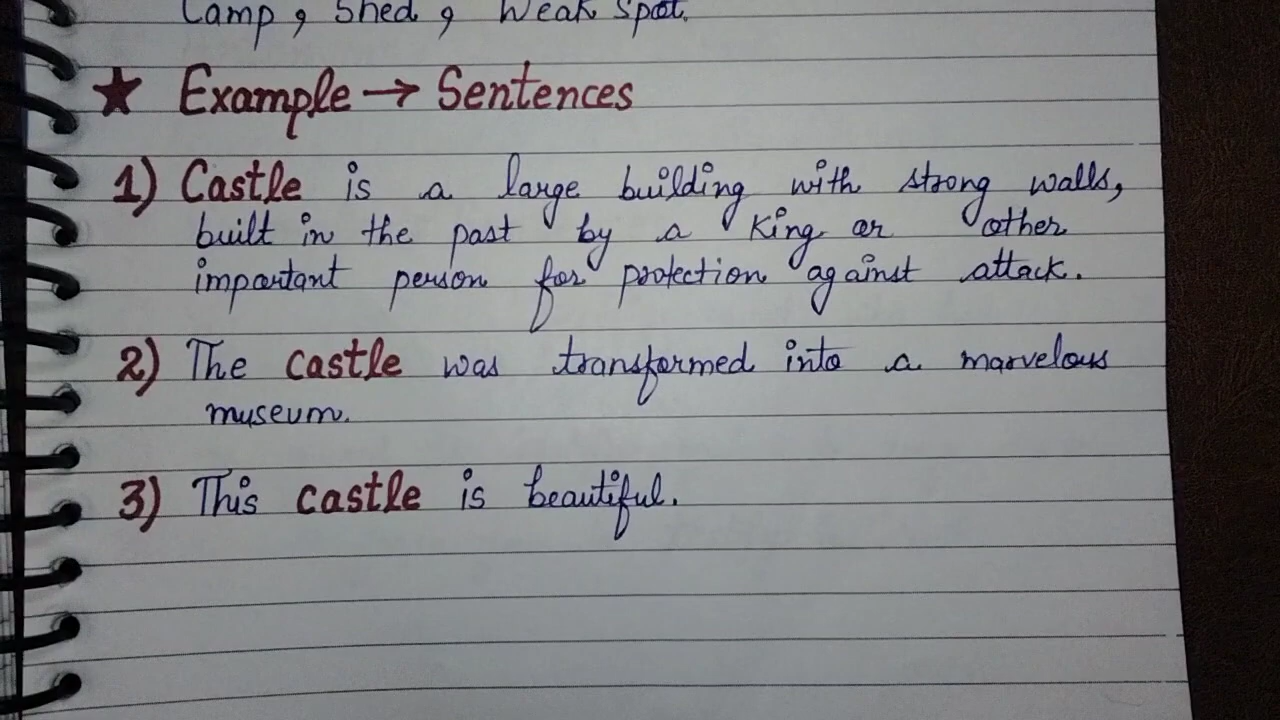 Camp, Shed, Weak spot.
★ Example → Sentences
1) Castle is a large building with strong walls,
built in the past by a King or other
important person for protection against attack.
2) The castle was transformed into a marvelous
museum.
3) This castle is beautiful.